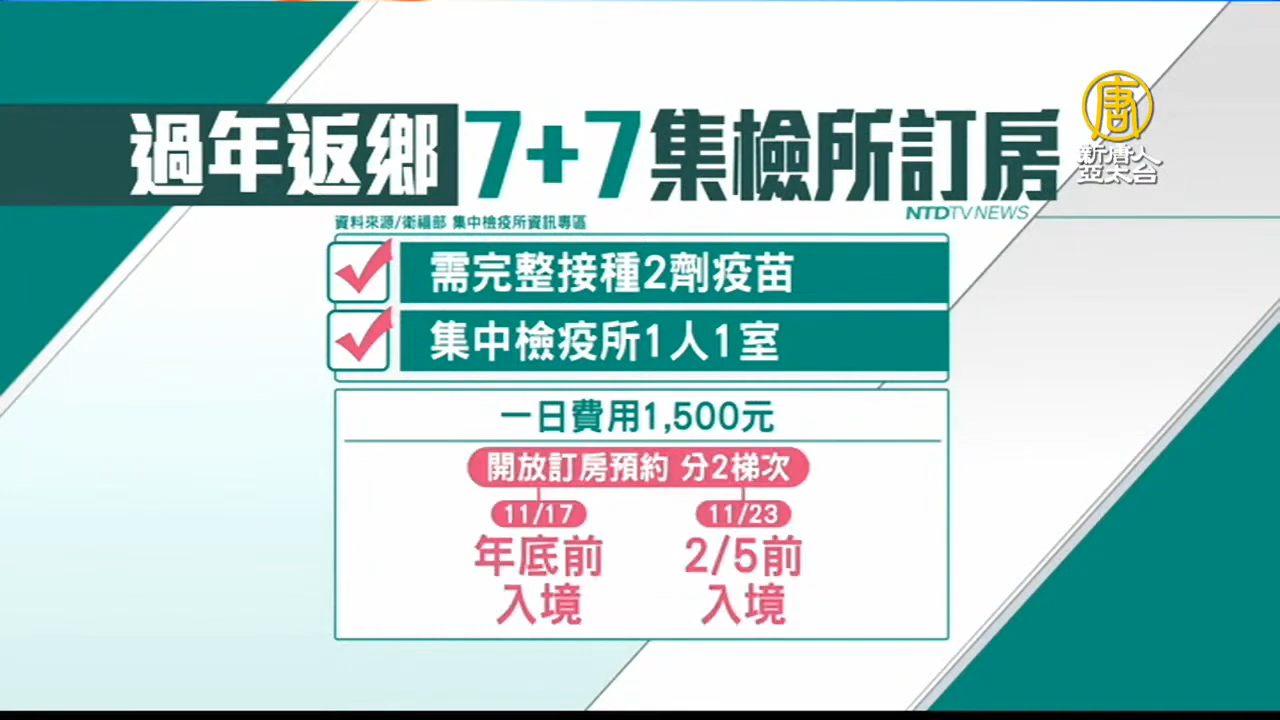 過年返鄉 7+7集檢所訂房
唐
新唐人
亞太台
NTDTV NEWS
資料來源/衛福部 集中檢疫所資訊專區
需完整接種2劑疫苗
集中檢疫所1人1室
一日費用1,500元
開放訂房預約 分2梯次
11/17
年底前
入境
11/23
2/5前
入境